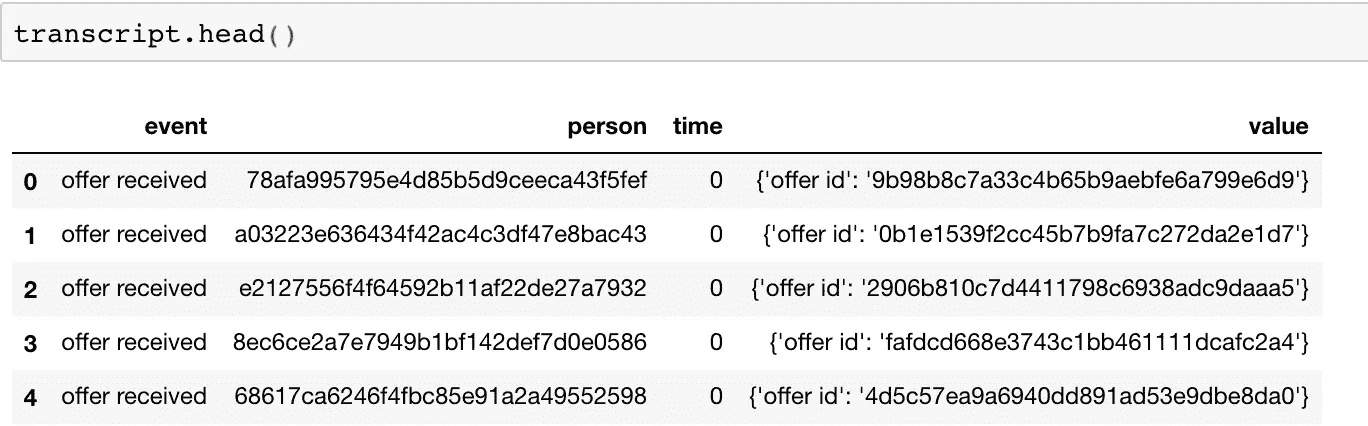 transcript.head()
event person time value
0 offer received 78afa995795e4d85b5d9ceeca43f5fef 0 {'offer id': '9b98b8c7a33c4b65b9aebfe6a799e6d9'}
1 offer received a03223e636434f42ac4c3df47e8bac43 0 {'offer id': '0b1e1539f2cc45b7b9fa7c272da2e1d7'}
2 offer received e2127556f4f64592b11af22de27a7932 0 {'offer id': '2906b810c7d4411798c6938adc9daaa5'}
3 offer received 8ec6ce2a7e7949b1bf142def7d0e0586 0 {'offer id': 'fafdcd668e3743c1bb461111dcafc2a4'}
4 offer received 68617ca6246f4fbc85e91a2a49552598 0 {'offer id': '4d5c57ea9a6940dd891ad53e9dbe8da0'}